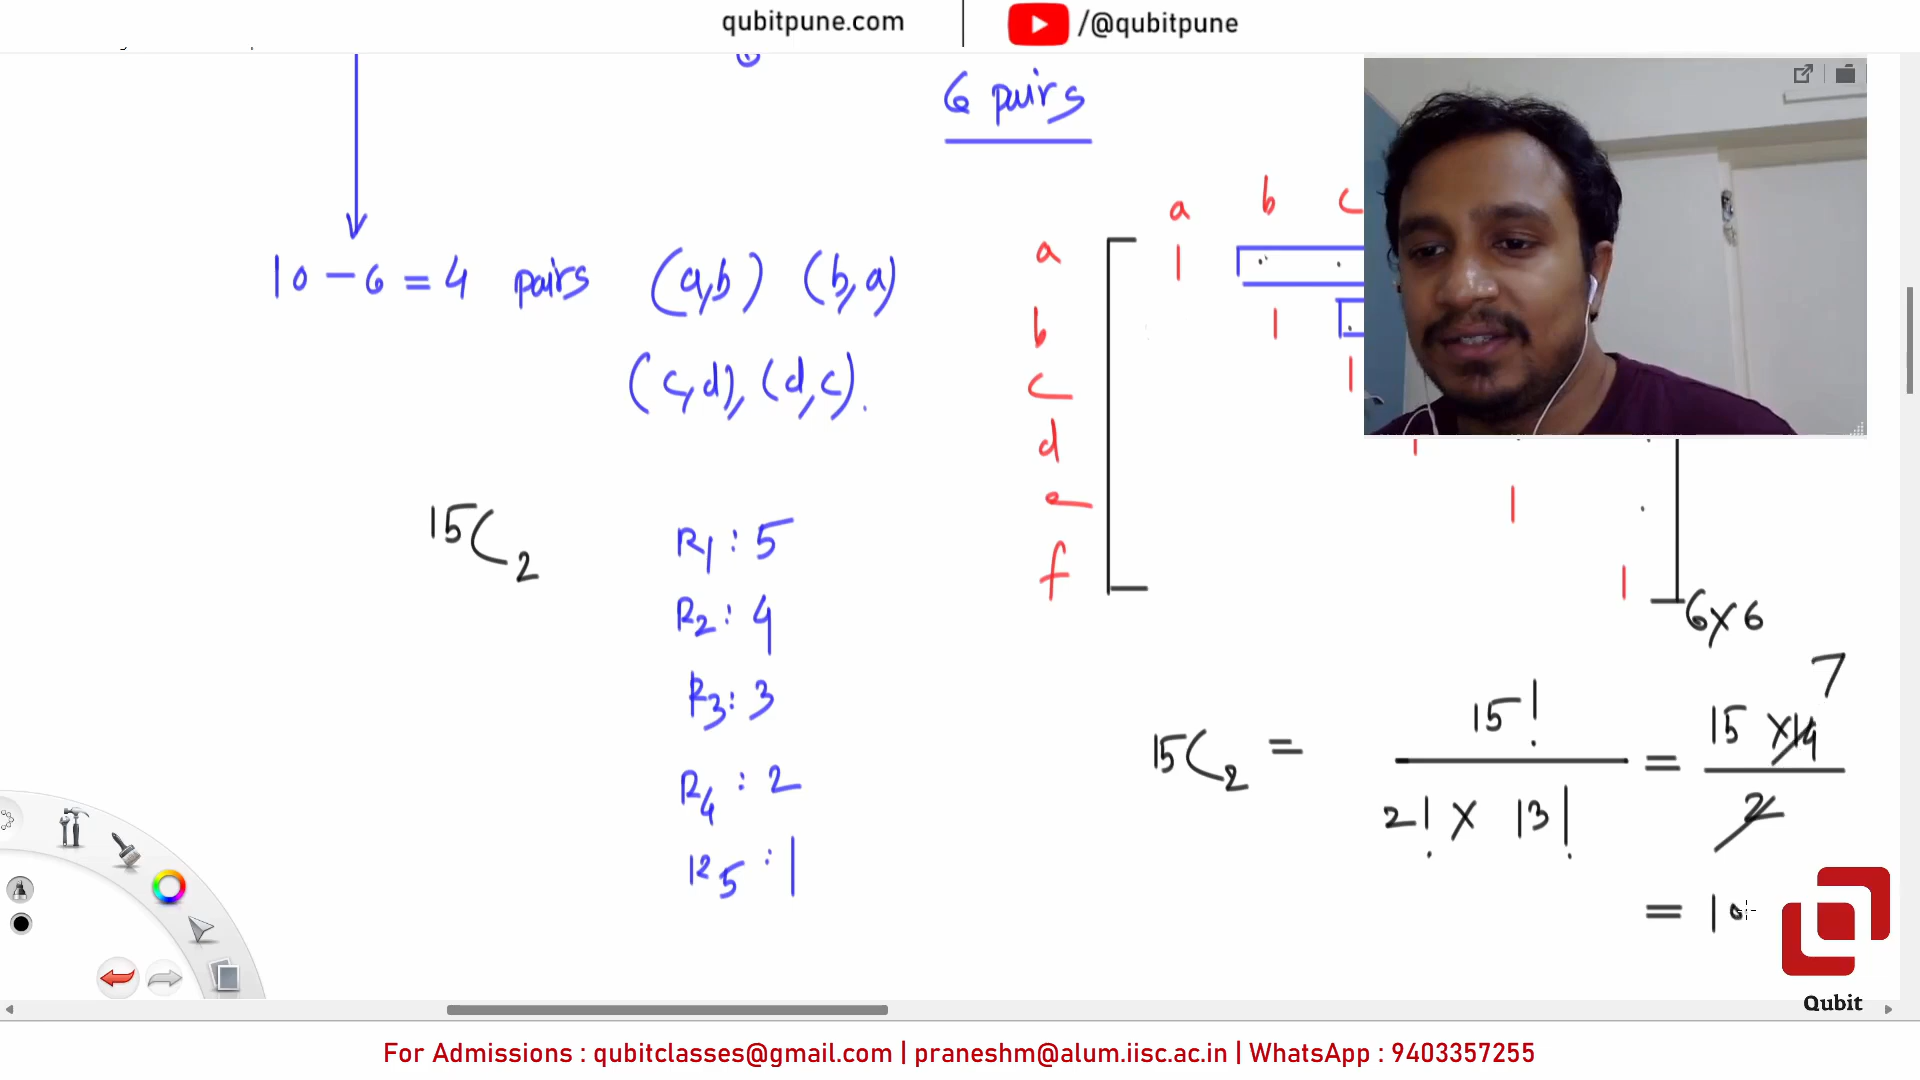 qubitpune.com | /@qubitpune
6 pairs
10 - 6 = 4 pairs (a,b) (b,a)
(c,d), (d,c).
a b c
a 1
b 1
c 1
d 1
e 1
f 1
6x6
15C2
R1 : 5
R2 : 4
R3 : 3
R4 : 2
R5 : 1
15C2 = 15! / 2! x 13! = 15 x 14 / 2
7
= 10
Qubit
For Admissions : qubitclasses@gmail.com | praneshm@alum.iisc.ac.in | WhatsApp : 9403357255